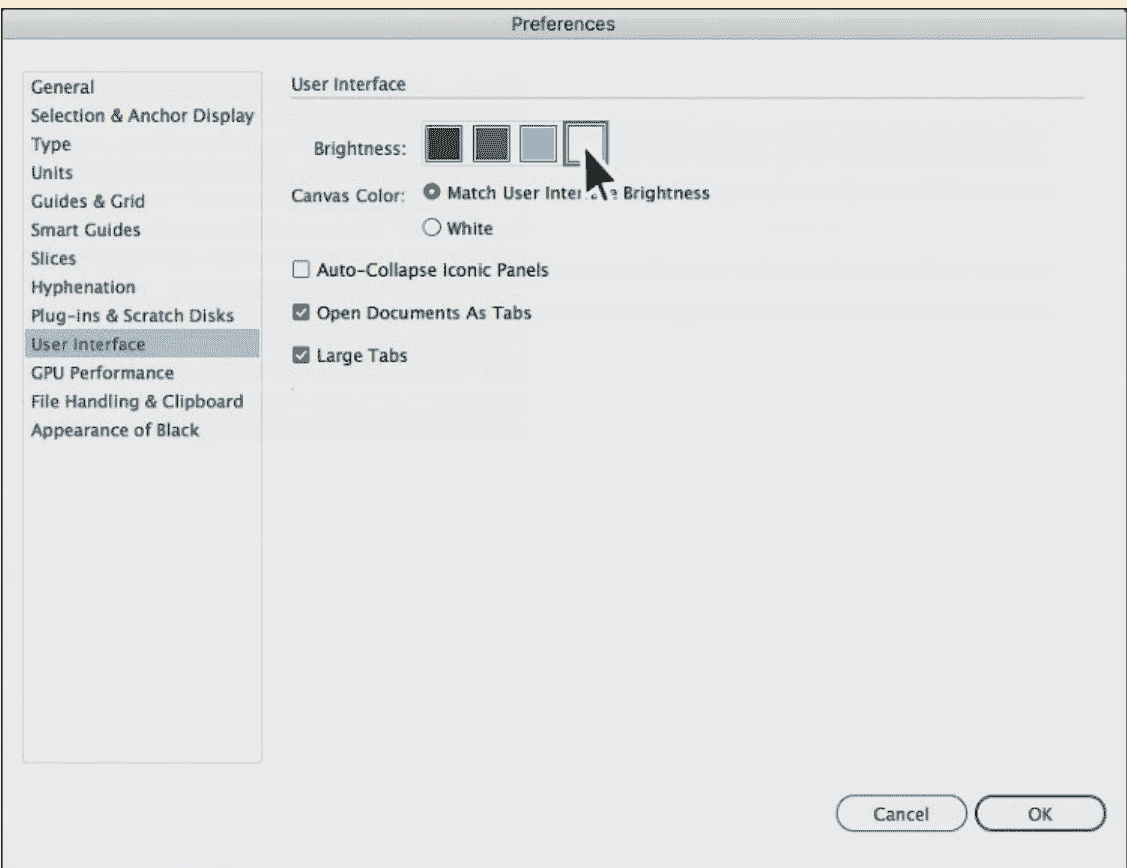 Preferences
General
Selection & Anchor Display
Type
Units
Guides & Grid
Smart Guides
Slices
Hyphenation
Plug-ins & Scratch Disks
User Interface
GPU Performance
File Handling & Clipboard
Appearance of Black
User Interface
Brightness:
Canvas Color:
Match User Brightness
White
Auto-Collapse Iconic Panels
Open Documents As Tabs
Large Tabs
Cancel
OK